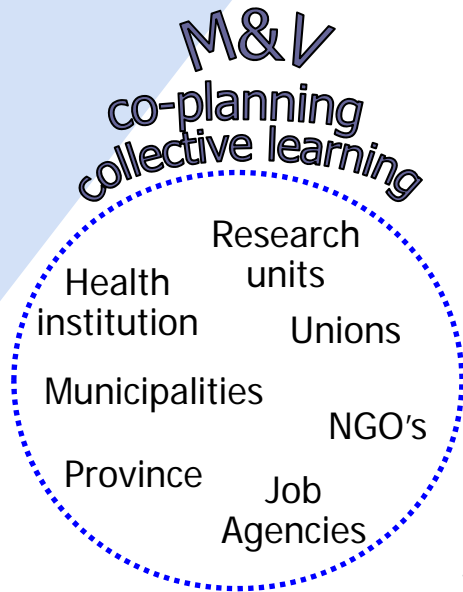 M&V
co-planning
collective learning
Research
units
Health
institution
Unions
Municipalities
NGO's
Province
Job
Agencies